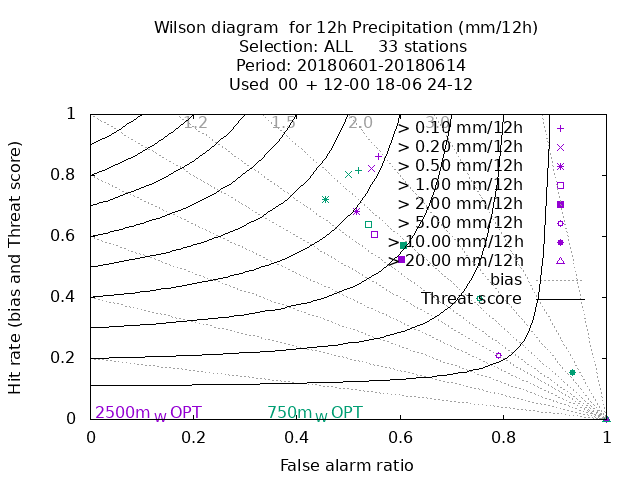 Wilson diagram  for 12h Precipitation (mm/12h)
Selection: ALL     33 stations
Period: 20180601-20180614
Used  00  + 12-00 18-06 24-12
1.2 1.5 2.0 3.0
> 0.10 mm/12h
> 0.20 mm/12h
> 0.50 mm/12h
> 1.00 mm/12h
> 2.00 mm/12h
> 5.00 mm/12h
> 10.00 mm/12h
> 20.00 mm/12h
bias
Threat score
1
0.8
0.6
0.4
0.2
0
Hit rate (bias and Threat score)
2500m W OPT 750m W OPT
0 0.2 0.4 0.6 0.8 1
False alarm ratio